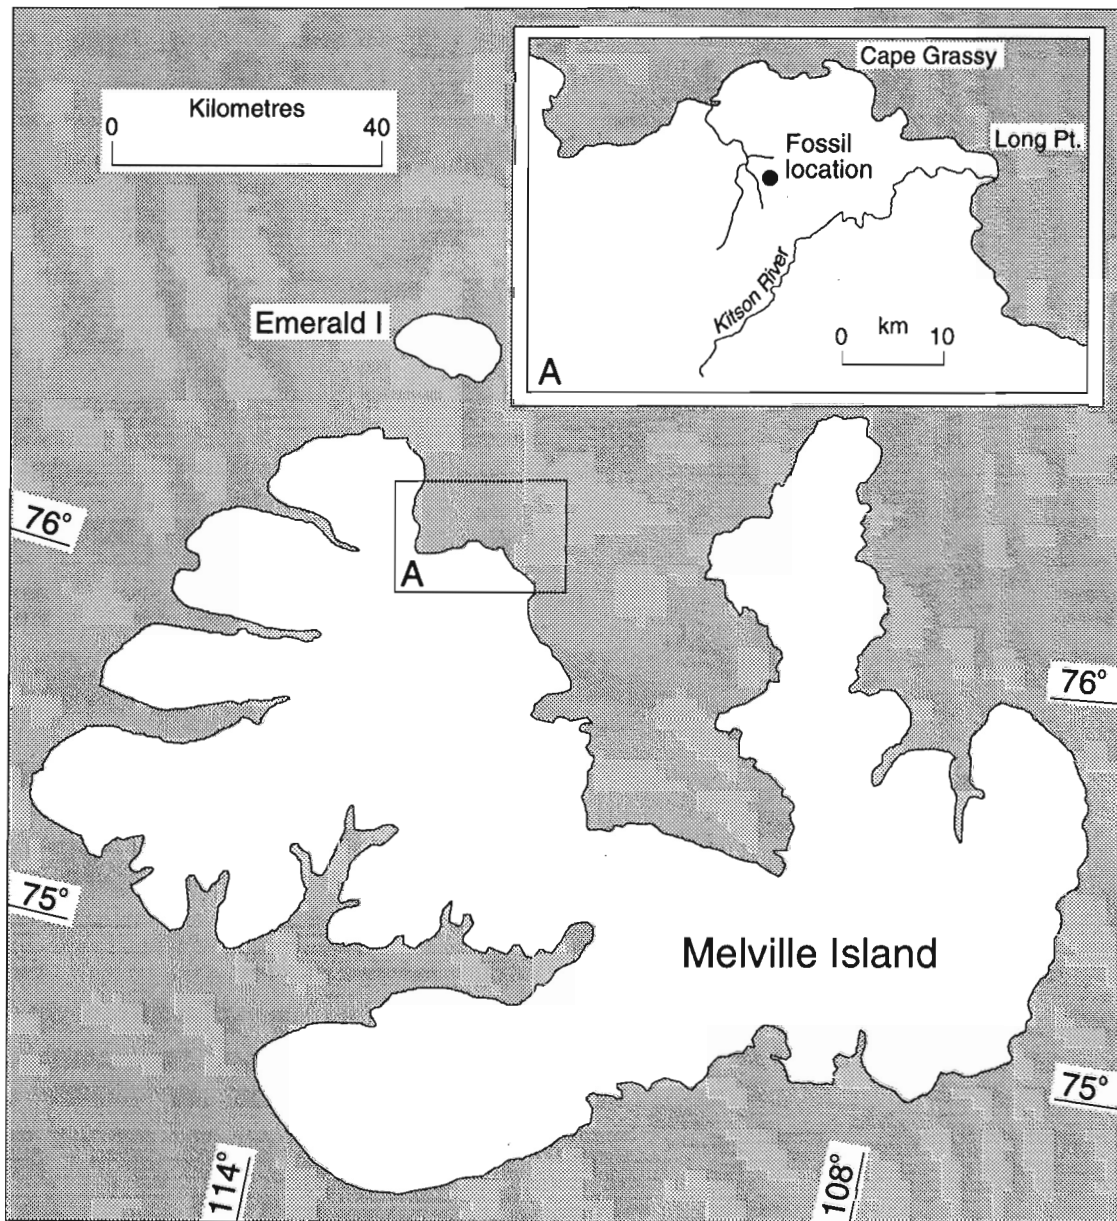 Kilometres
0 40
Cape Grassy
Long Pt.
Fossil
location
Kitson River
0 km 10
A
Emerald I
76°
A
76°
75°
Melville Island
75°
114°
108°